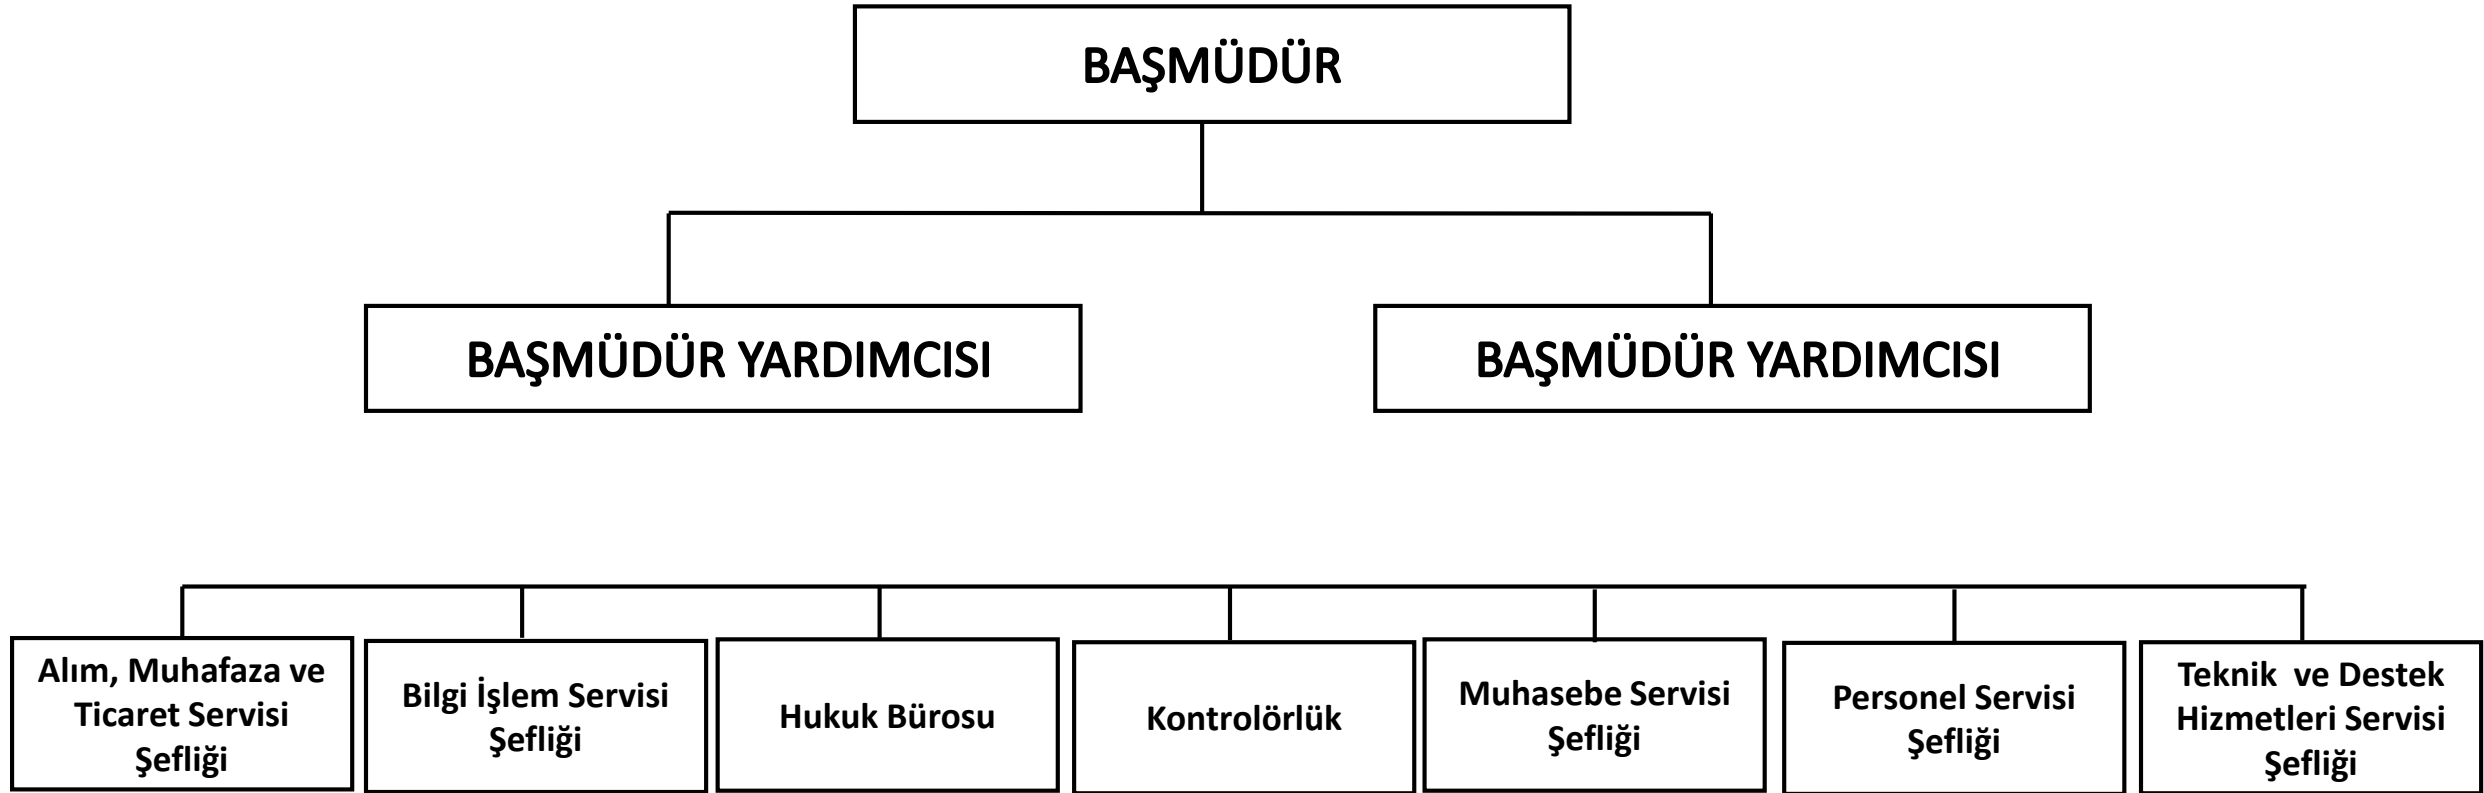 BAŞMÜDÜR
BAŞMÜDÜR YARDIMCISI
BAŞMÜDÜR YARDIMCISI
Alım, Muhafaza ve
Ticaret Servisi
Şefliği
Bilgi İşlem Servisi
Şefliği
Hukuk Bürosu
Kontrolörlük
Muhasebe Servisi
Şefliği
Personel Servisi
Şefliği
Teknik ve Destek
Hizmetleri Servisi
Şefliği